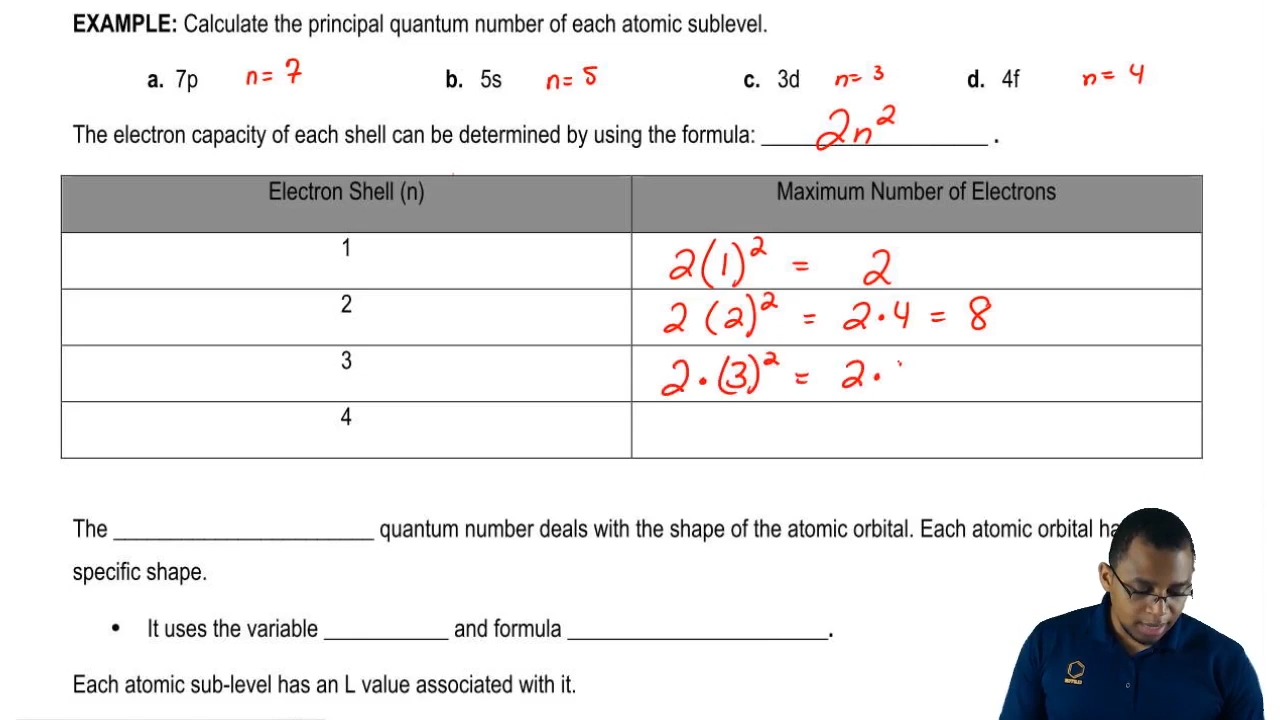 EXAMPLE: Calculate the principal quantum number of each atomic sublevel.
a. 7p n = 7 b. 5s n = 5 c. 3d n = 3 d. 4f n = 4
The electron capacity of each shell can be determined by using the formula: 2n² .
Electron Shell (n) Maximum Number of Electrons
1 2(1)² = 2
2 2(2)² = 2·4 = 8
3 2·(3)² = 2·
4
The ____________________ quantum number deals with the shape of the atomic orbital. Each atomic orbital
specific shape.
• It uses the variable __________ and formula _____________________.
Each atomic sub-level has an L value associated with it.